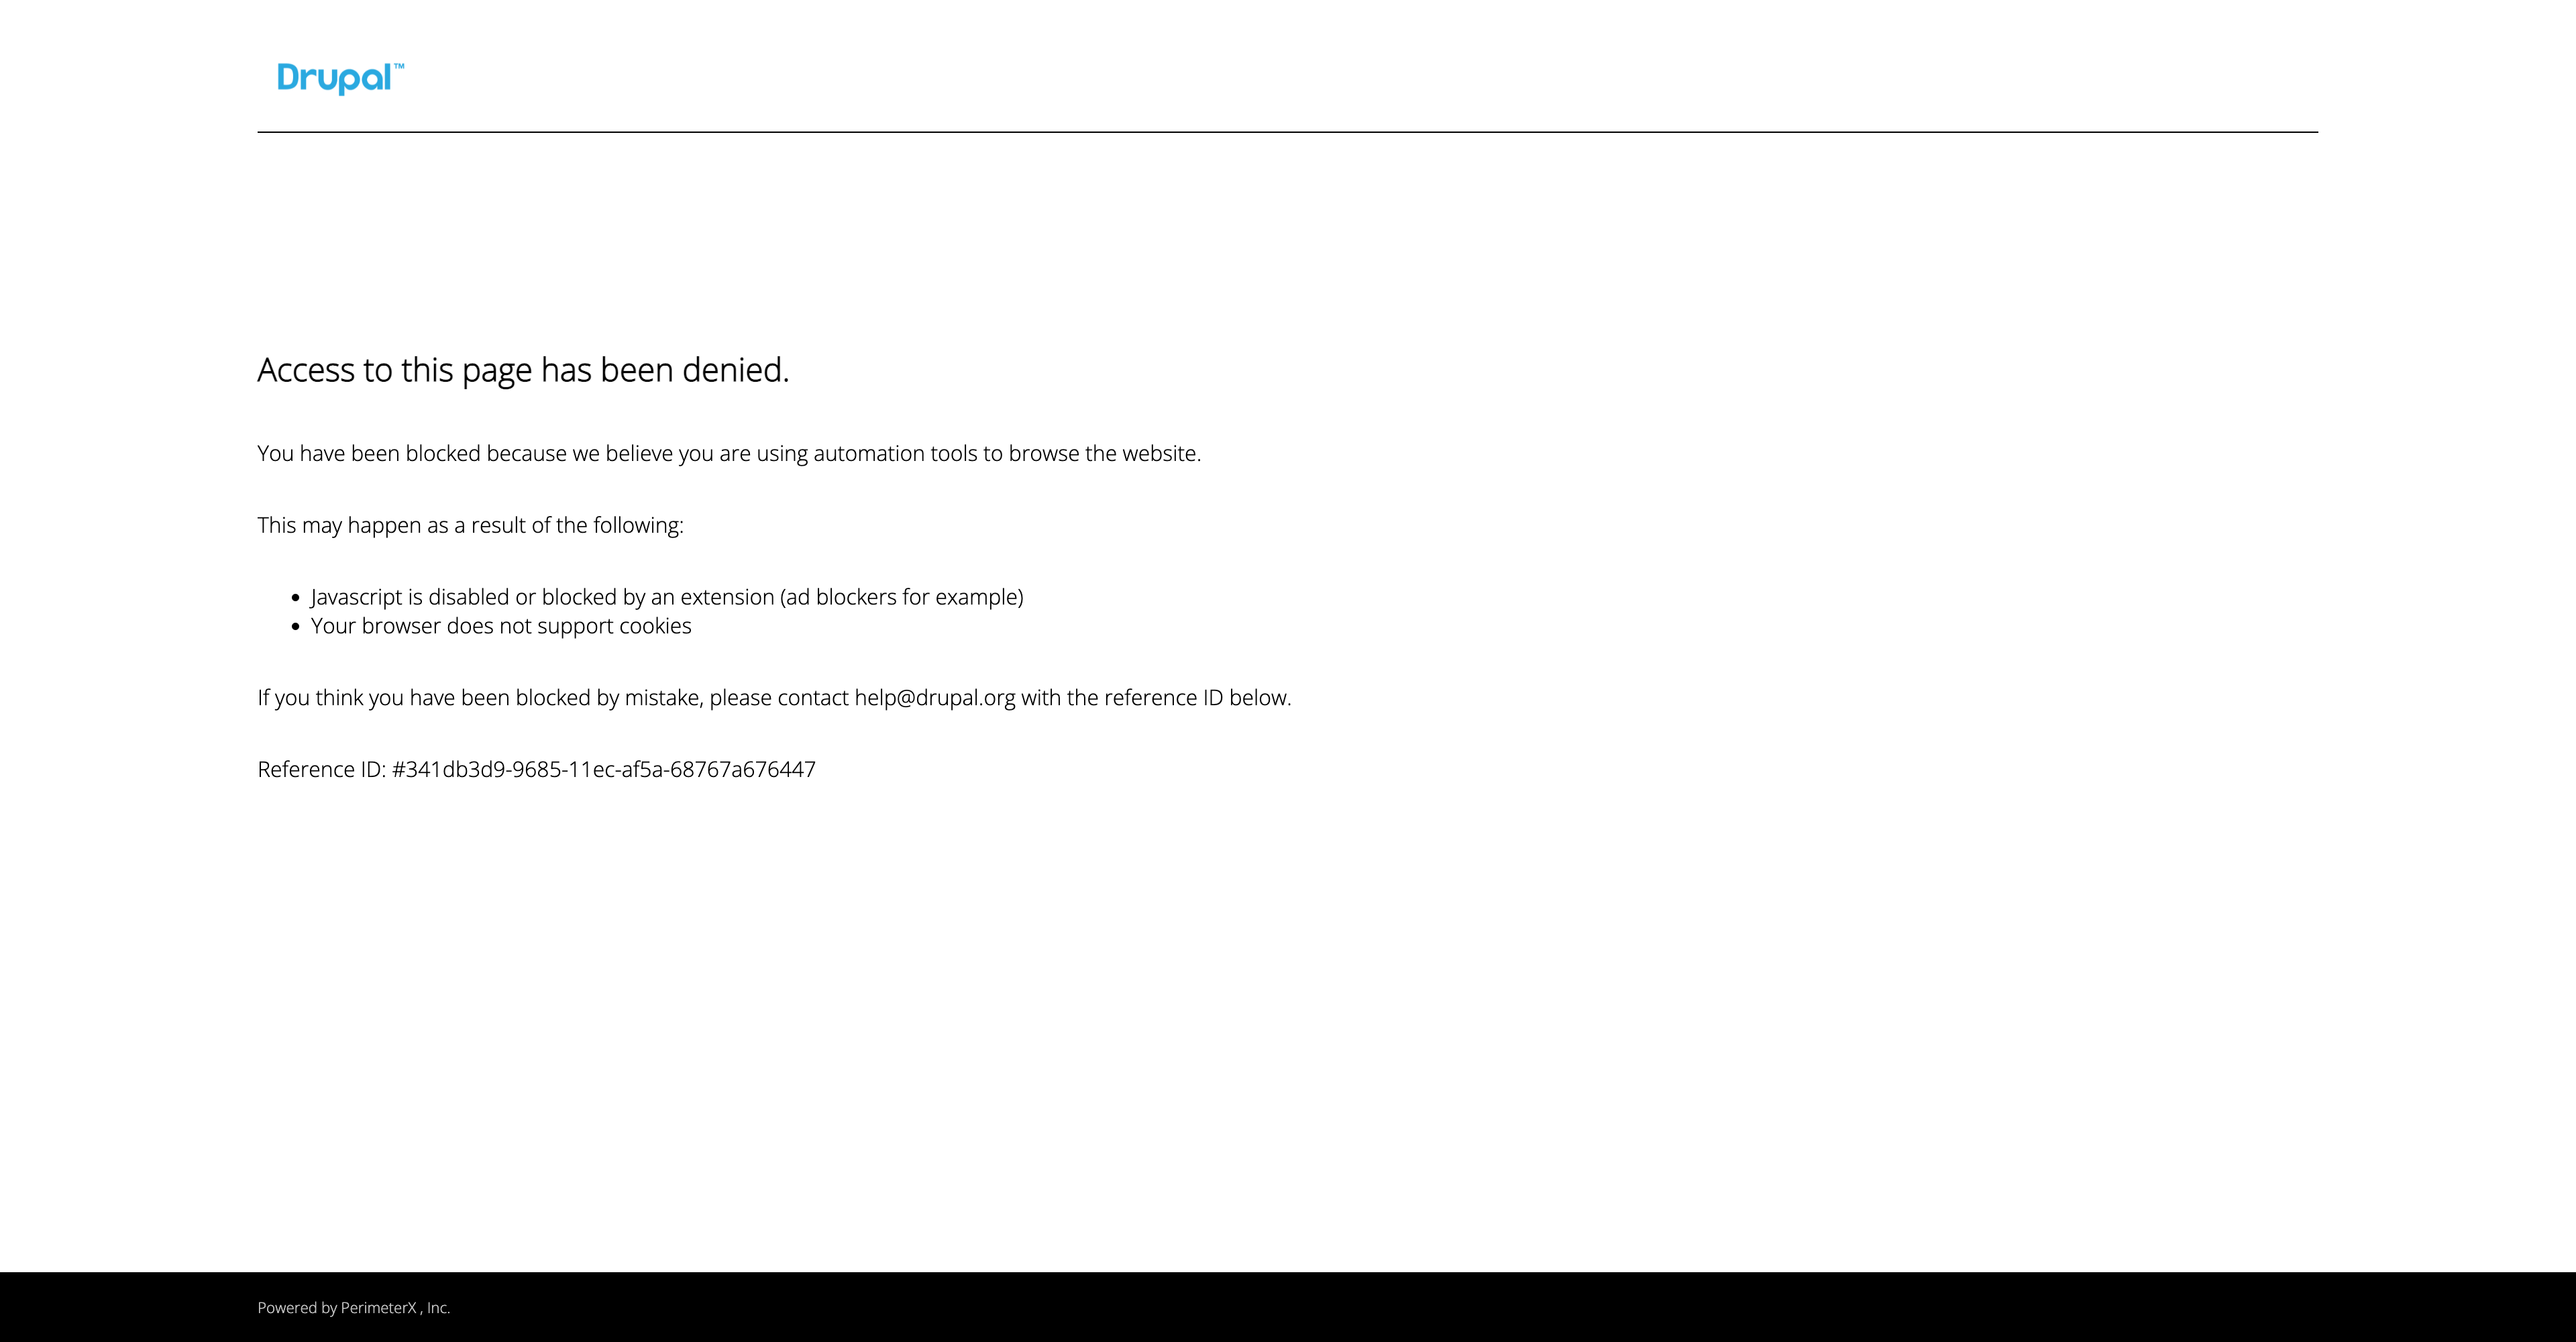 Drupal™
Access to this page has been denied.
You have been blocked because we believe you are using automation tools to browse the website.
This may happen as a result of the following:
• Javascript is disabled or blocked by an extension (ad blockers for example)
• Your browser does not support cookies
If you think you have been blocked by mistake, please contact help@drupal.org with the reference ID below.
Reference ID: #341db3d9-9685-11ec-af5a-68767a676447
Powered by PerimeterX , Inc.